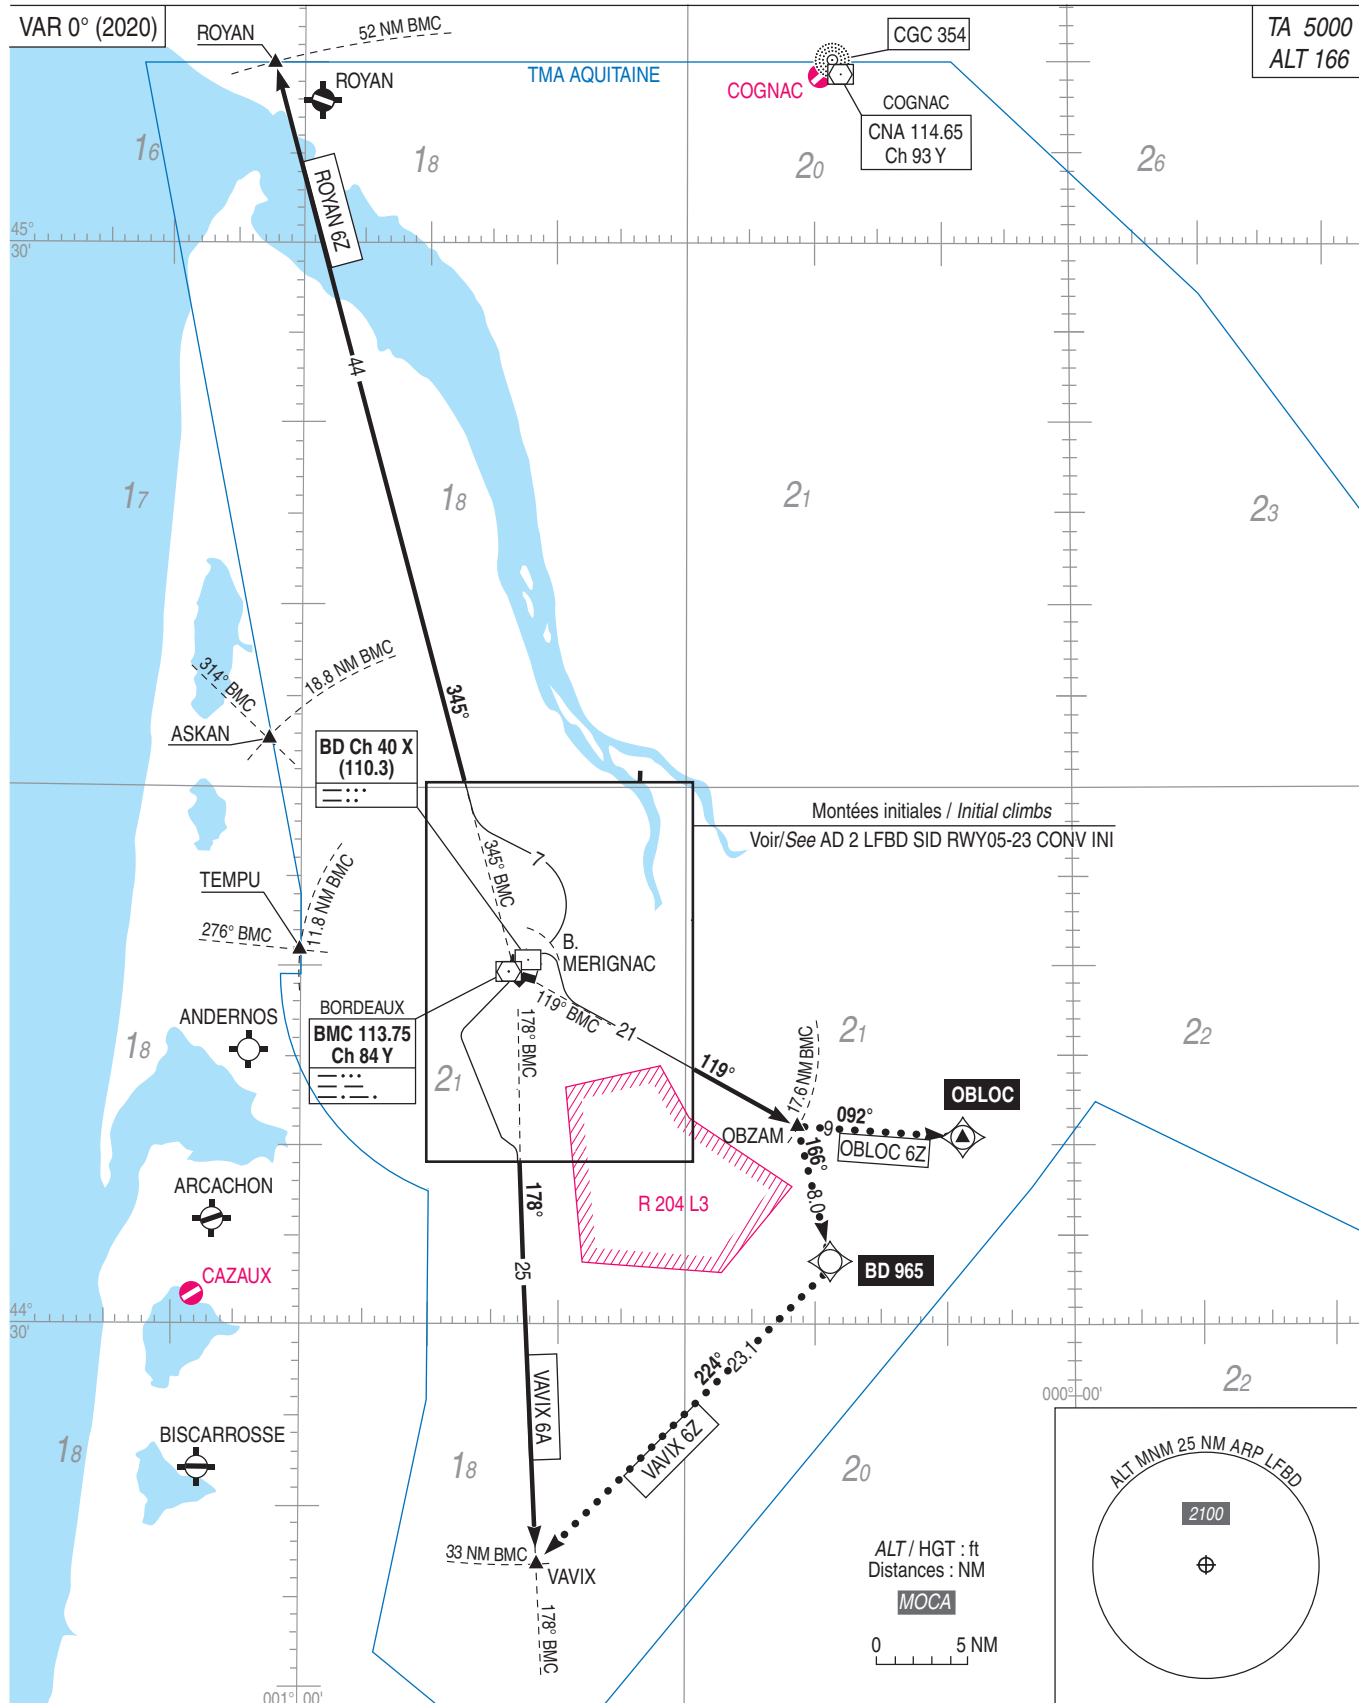 VAR 0° (2020)
ROYAN
52 NM BMC
CGC 354
TA 5000
ALT 166
ROYAN
TMA AQUITAINE
COGNAC
COGNAC
CNA 114.65
Ch 93 Y
16
18
20
26
ROYAN 6Z
45°
30'
44
17
18
21
23
314° BMC
18.8 NM BMC
345°
ASKAN
BD Ch 40 X
(110.3)
Montées initiales / Initial climbs
Voir/See AD 2 LFBD SID RWY05-23 CONV INI
345° BMC
7
TEMPU
11.8 NM BMC
276° BMC
B.
MERIGNAC
119° BMC
21
ANDERNOS
BORDEAUX
BMC 113.75
Ch 84 Y
178° BMC
18
21
21
22
119°
17.6 NM BMC
OBLOC
OBZAM
9
092°
OBLOC 6Z
166°
8.0
ARCACHON
178°
R 204 L3
CAZAUX
25
BD 965
44°
30'
224°
23.1
VAVIX 6A
VAVIX 6Z
000° 00'
22
BISCARROSSE
18
18
20
ALT MNM 25 NM ARP LFBD
2100
33 NM BMC
VAVIX
178° BMC
ALT / HGT : ft
Distances : NM
MOCA
0 5 NM
001° 00'